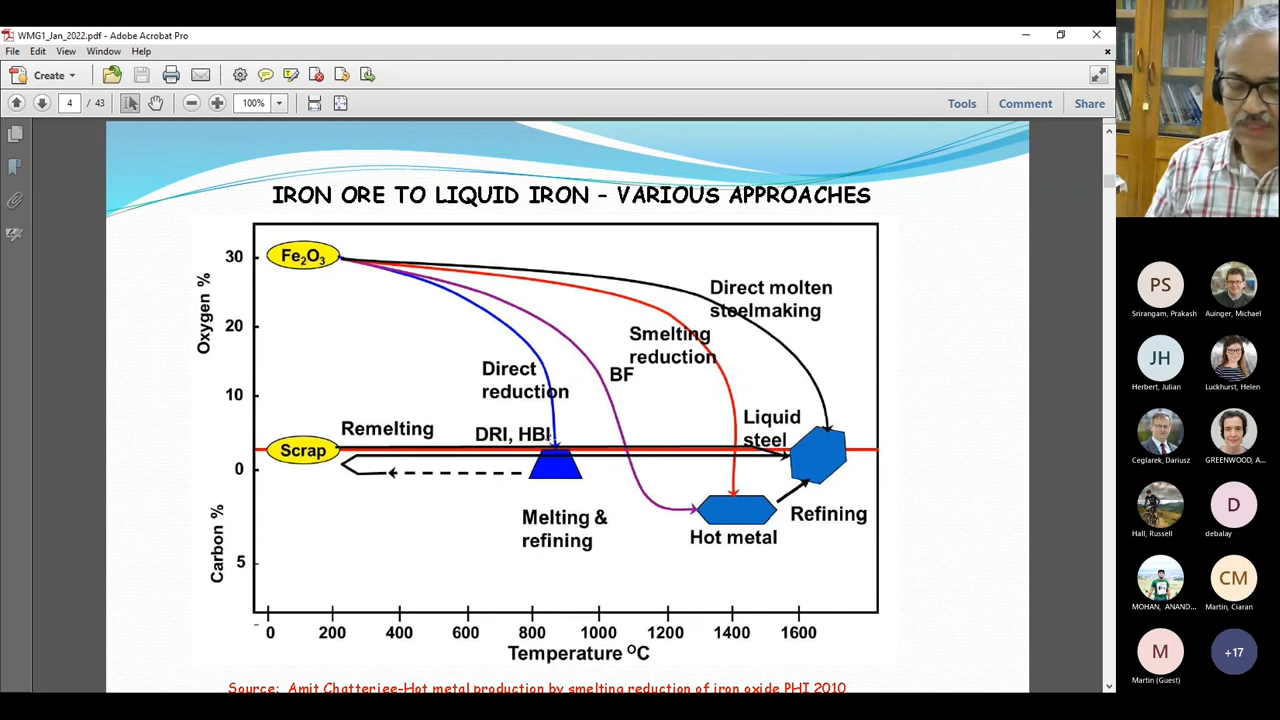 WMG1_Jan_2022.pdf - Adobe Acrobat Pro
File Edit View Window Help
Create
4 / 43 100% Tools Comment Share
IRON ORE TO LIQUID IRON – VARIOUS APPROACHES
Oxygen %
Carbon %
30
20
10
0
5
Fe2O3
Direct molten
steelmaking
Smelting
reduction
BF
Direct
reduction
Liquid
steel
Remelting
DRI, HBI
Scrap
Melting &
refining
Hot metal
Refining
0 200 400 600 800 1000 1200 1400 1600
Temperature OC
Source: Amit Chatterjee-Hot metal production by smelting reduction of iron oxide PHI 2010
PS
Srirangam, Prakash
Auinger, Michael
JH
Herbert, Julian
Luckhurst, Helen
Ceglarek, Dariusz
GREENWOOD, A...
Hall, Russell
D
debalay
MOHAN, ANAND...
CM
Martin, Ciaran
M
Martin (Guest)
+17